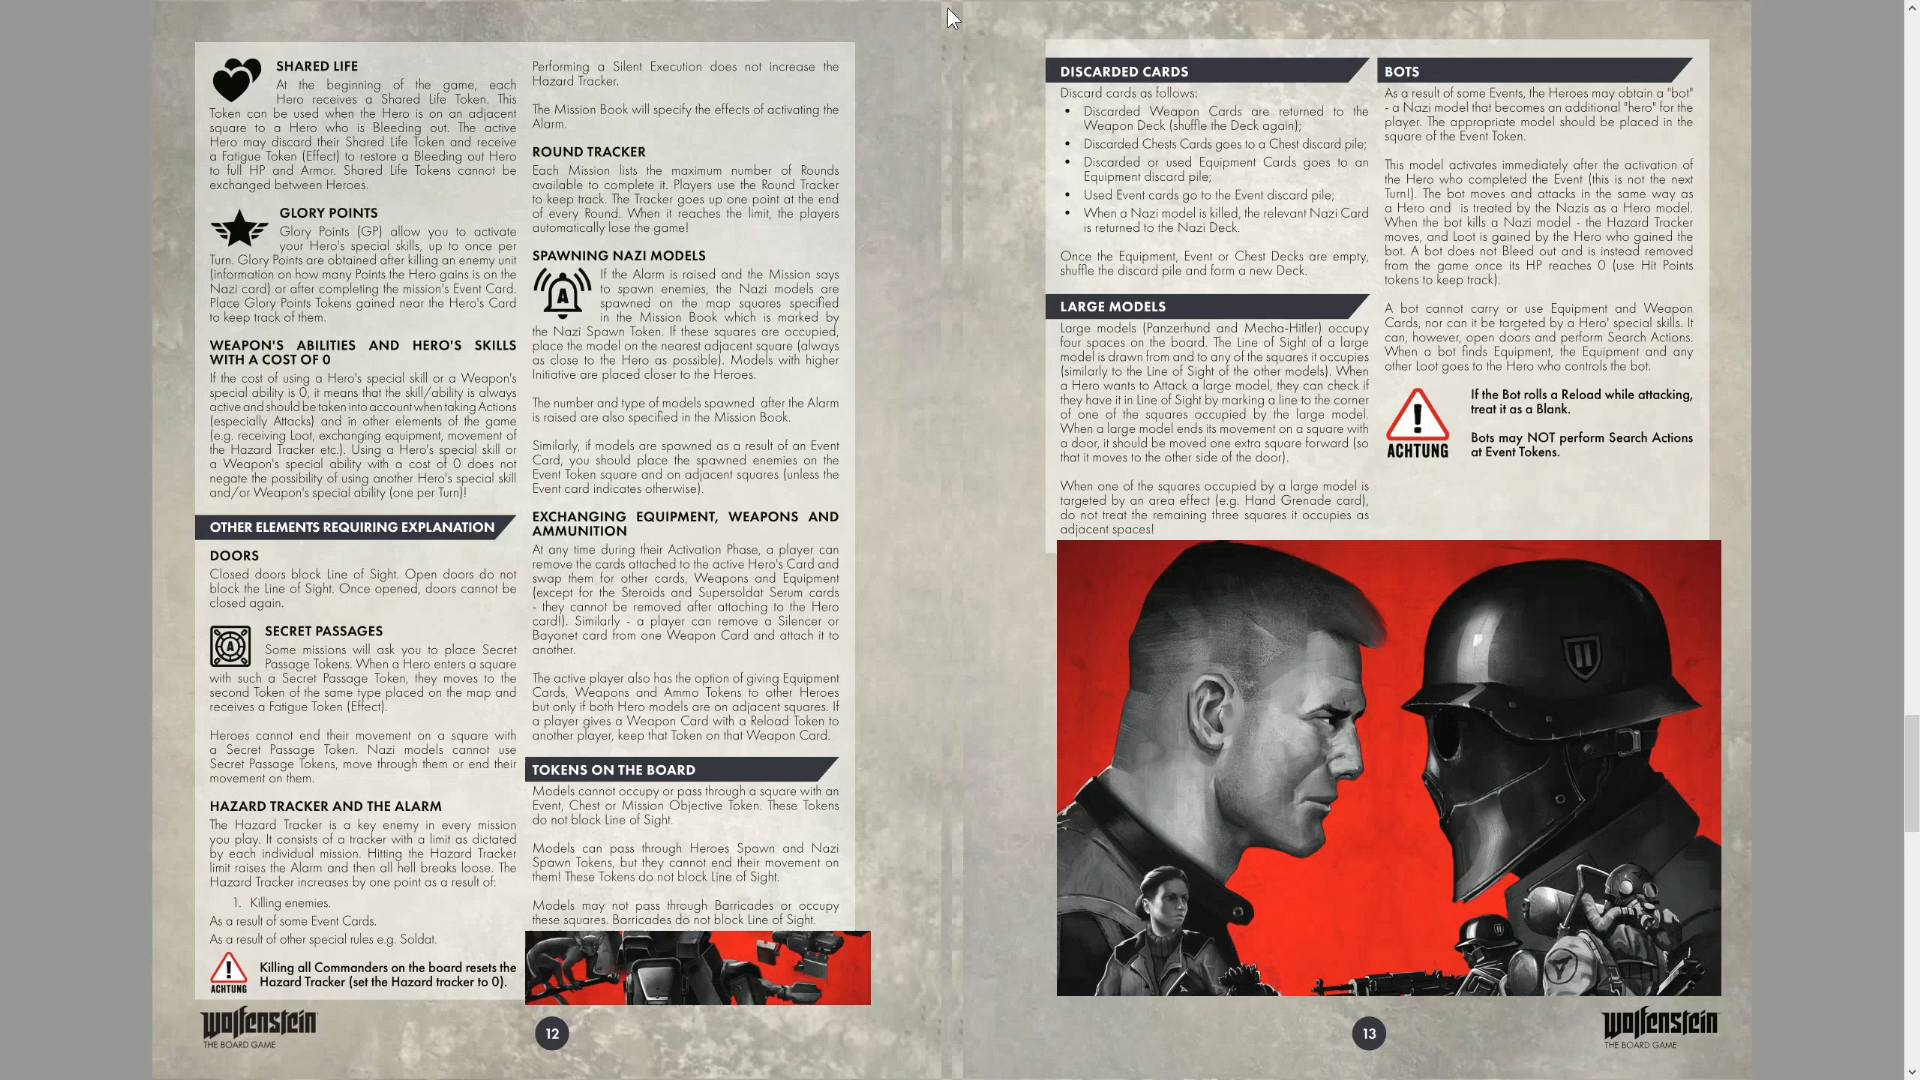 SHARED LIFE
At the beginning of the game, each
Hero receives a Shared Life Token. This
Token can be used when the Hero is on an adjacent
square to a Hero who is Bleeding out. The active
Hero may discard their Shared Life Token and receive
a Fatigue Token (Effect) to restore a Bleeding out Hero
to full HP and Armor. Shared Life Tokens cannot be
exchanged between Heroes.
GLORY POINTS
Glory Points (GP) allow you to activate
your Hero's special skills, up to once per
Turn. Glory Points are obtained after killing an enemy unit
(information on how many Points the Hero gains is on the
Nazi card) or after completing the mission's Event Card.
Place Glory Points Tokens gained near the Hero's Card
to keep track of them.
WEAPON'S ABILITIES AND HERO'S SKILLS
WITH A COST OF 0
If the cost of using a Hero's special skill or a Weapon's
special ability is 0, it means that the skill/ability is always
active and should be taken into account when taking Actions
(especially Attacks) and in other elements of the game
(e.g. receiving Loot, exchanging equipment, movement of
the Hazard Tracker etc.). Using a Hero's special skill or
a Weapon's special ability with a cost of 0 does not
negate the possibility of using another Hero's special skill
and/or Weapon's special ability (one per Turn)!
OTHER ELEMENTS REQUIRING EXPLANATION
DOORS
Closed doors block Line of Sight. Open doors do not
block the Line of Sight. Once opened, doors cannot be
closed again.
A
SECRET PASSAGES
Some missions will ask you to place Secret
Passage Tokens. When a Hero enters a square
with such a Secret Passage Token, they moves to the
second Token of the same type placed on the map and
receives a Fatigue Token (Effect).
Heroes cannot end their movement on a square with
a Secret Passage Token. Nazi models cannot use
Secret Passage Tokens, move through them or end their
movement on them.
HAZARD TRACKER AND THE ALARM
The Hazard Tracker is a key enemy in every mission
you play. It consists of a tracker with a limit as dictated
by each individual mission. Hitting the Hazard Tracker
limit raises the Alarm and then all hell breaks loose. The
Hazard Tracker increases by one point as a result of:
1. Killing enemies.
As a result of some Event Cards.
As a result of other special rules e.g. Soldat.
ACHTUNG
Killing all Commanders on the board resets the
Hazard Tracker (set the Hazard tracker to 0).
Performing a Silent Execution does not increase the
Hazard Tracker.
The Mission Book will specify the effects of activating the
Alarm.
ROUND TRACKER
Each Mission lists the maximum number of Rounds
available to complete it. Players use the Round Tracker
to keep track. The Tracker goes up one point at the end
of every Round. When it reaches the limit, the players
automatically lose the game!
SPAWNING NAZI MODELS
A
If the Alarm is raised and the Mission says
to spawn enemies, the Nazi models are
spawned on the map squares specified
in the Mission Book which is marked by
the Nazi Spawn Token. If these squares are occupied,
place the model on the nearest adjacent square (always
as close to the Hero as possible). Models with higher
Initiative are placed closer to the Heroes.
The number and type of models spawned after the Alarm
is raised are also specified in the Mission Book.
Similarly, if models are spawned as a result of an Event
Card, you should place the spawned enemies on the
Event Token square and on adjacent squares (unless the
Event card indicates otherwise).
EXCHANGING EQUIPMENT, WEAPONS AND
AMMUNITION
At any time during their Activation Phase, a player can
remove the cards attached to the active Hero's Card and
swap them for other cards, Weapons and Equipment
(except for the Steroids and Supersoldat Serum cards
- they cannot be removed after attaching to the Hero
card!). Similarly - a player can remove a Silencer or
Bayonet card from one Weapon Card and attach it to
another.
The active player also has the option of giving Equipment
Cards, Weapons and Ammo Tokens to other Heroes
but only if both Hero models are on adjacent squares. If
a player gives a Weapon Card with a Reload Token to
another player, keep that Token on that Weapon Card.
TOKENS ON THE BOARD
Models cannot occupy or pass through a square with an
Event, Chest or Mission Objective Token. These Tokens
do not block Line of Sight.
Models can pass through Heroes Spawn and Nazi
Spawn Tokens, but they cannot end their movement on
them! These Tokens do not block Line of Sight.
Models may not pass through Barricades or occupy
these squares. Barricades do not block Line of Sight.
Wolfenstein
THE BOARD GAME
12
DISCARDED CARDS
Discard cards as follows:
• Discarded Weapon Cards are returned to the
Weapon Deck (shuffle the Deck again);
• Discarded Chests Cards goes to a Chest discard pile;
• Discarded or used Equipment Cards goes to an
Equipment discard pile;
• Used Event cards go to the Event discard pile;
• When a Nazi model is killed, the relevant Nazi Card
is returned to the Nazi Deck.
Once the Equipment, Event or Chest Decks are empty,
shuffle the discard pile and form a new Deck.
LARGE MODELS
Large models (Panzerhund and Mecha-Hitler) occupy
four spaces on the board. The Line of Sight of a large
model is drawn from and to any of the squares it occupies
(similarly to the Line of Sight of the other models). When
a Hero wants to Attack a large model, they can check if
they have it in Line of Sight by marking a line to the corner
of one of the squares occupied by the large model.
When a large model ends its movement on a square with
a door, it should be moved one extra square forward (so
that it moves to the other side of the door).
When one of the squares occupied by a large model is
targeted by an area effect (e.g. Hand Grenade card),
do not treat the remaining three squares it occupies as
adjacent spaces!
BOTS
As a result of some Events, the Heroes may obtain a "bot"
- a Nazi model that becomes an additional "hero" for the
player. The appropriate model should be placed in the
square of the Event Token.
This model activates immediately after the activation of
the Hero who completed the Event (this is not the next
Turn!). The bot moves and attacks in the same way as
a Hero and is treated by the Nazis as a Hero model.
When the bot kills a Nazi model - the Hazard Tracker
moves, and Loot is gained by the Hero who gained the
bot. A bot does not Bleed out and is instead removed
from the game once its HP reaches 0 (use Hit Points
tokens to keep track).
A bot cannot carry or use Equipment and Weapon
Cards, nor can it be targeted by a Hero' special skills. It
can, however, open doors and perform Search Actions.
When a bot finds Equipment, the Equipment and any
other Loot goes to the Hero who controls the bot.
ACHTUNG
If the Bot rolls a Reload while attacking,
treat it as a Blank.
Bots may NOT perform Search Actions
at Event Tokens.
13
Wolfenstein
THE BOARD GAME